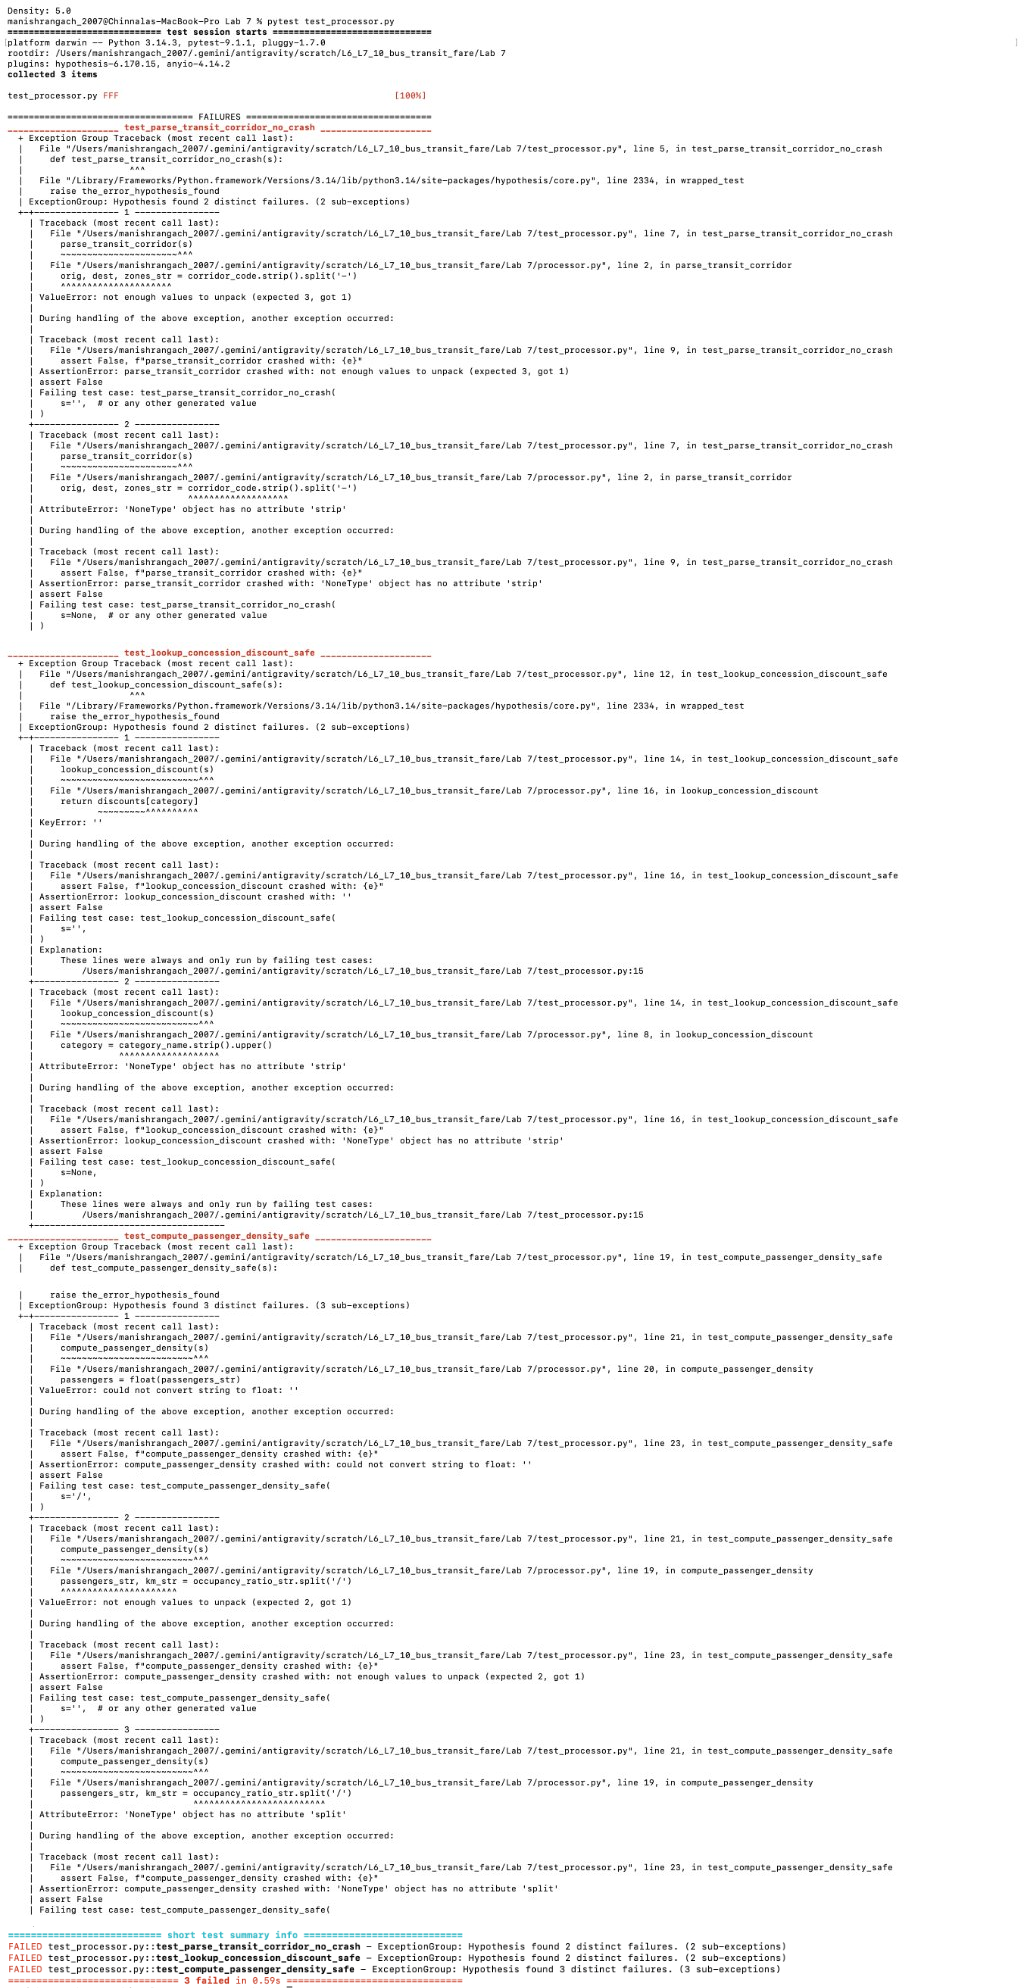 Density: 5.0
manishrangach_2007@Chinnalas-MacBook-Pro Lab 7 % pytest test_processor.py
============================= test session starts ==============================
platform darwin -- Python 3.14.3, pytest-9.1.1, pluggy-1.7.0
rootdir: /Users/manishrangach_2007/.gemini/antigravity/scratch/L6_L7_10_bus_transit_fare/Lab 7
plugins: hypothesis-6.170.15, anyio-4.14.2
collected 3 items

test_processor.py FFF                                                    [100%]

=================================== FAILURES ===================================
_____________________ test_parse_transit_corridor_no_crash _____________________
  + Exception Group Traceback (most recent call last):
  |   File "/Users/manishrangach_2007/.gemini/antigravity/scratch/L6_L7_10_bus_transit_fare/Lab 7/test_processor.py", line 5, in test_parse_transit_corridor_no_crash
  |     def test_parse_transit_corridor_no_crash(s):
  |                    ^^^
  |   File "/Library/Frameworks/Python.framework/Versions/3.14/lib/python3.14/site-packages/hypothesis/core.py", line 2334, in wrapped_test
  |     raise the_error_hypothesis_found
  | ExceptionGroup: Hypothesis found 2 distinct failures. (2 sub-exceptions)
  +-+---------------- 1 ----------------
    | Traceback (most recent call last):
    |   File "/Users/manishrangach_2007/.gemini/antigravity/scratch/L6_L7_10_bus_transit_fare/Lab 7/test_processor.py", line 7, in test_parse_transit_corridor_no_crash
    |     parse_transit_corridor(s)
    |     ~~~~~~~~~~~~~~~~~~~~~~^^^
    |   File "/Users/manishrangach_2007/.gemini/antigravity/scratch/L6_L7_10_bus_transit_fare/Lab 7/processor.py", line 2, in parse_transit_corridor
    |     orig, dest, zones_str = corridor_code.strip().split('-')
    |     ^^^^^^^^^^^^^^^^^^^^^
    | ValueError: not enough values to unpack (expected 3, got 1)
    |
    | During handling of the above exception, another exception occurred:
    |
    | Traceback (most recent call last):
    |   File "/Users/manishrangach_2007/.gemini/antigravity/scratch/L6_L7_10_bus_transit_fare/Lab 7/test_processor.py", line 9, in test_parse_transit_corridor_no_crash
    |     assert False, f"parse_transit_corridor crashed with: {e}"
    | AssertionError: parse_transit_corridor crashed with: not enough values to unpack (expected 3, got 1)
    | assert False
    | Failing test case: test_parse_transit_corridor_no_crash(
    |     s='',  # or any other generated value
    | )
    +---------------- 2 ----------------
    | Traceback (most recent call last):
    |   File "/Users/manishrangach_2007/.gemini/antigravity/scratch/L6_L7_10_bus_transit_fare/Lab 7/test_processor.py", line 7, in test_parse_transit_corridor_no_crash
    |     parse_transit_corridor(s)
    |     ~~~~~~~~~~~~~~~~~~~~~~^^^
    |   File "/Users/manishrangach_2007/.gemini/antigravity/scratch/L6_L7_10_bus_transit_fare/Lab 7/processor.py", line 2, in parse_transit_corridor
    |     orig, dest, zones_str = corridor_code.strip().split('-')
    |                             ^^^^^^^^^^^^^^^^^^^
    | AttributeError: 'NoneType' object has no attribute 'strip'
    |
    | During handling of the above exception, another exception occurred:
    |
    | Traceback (most recent call last):
    |   File "/Users/manishrangach_2007/.gemini/antigravity/scratch/L6_L7_10_bus_transit_fare/Lab 7/test_processor.py", line 9, in test_parse_transit_corridor_no_crash
    |     assert False, f"parse_transit_corridor crashed with: {e}"
    | AssertionError: parse_transit_corridor crashed with: 'NoneType' object has no attribute 'strip'
    | assert False
    | Failing test case: test_parse_transit_corridor_no_crash(
    |     s=None,  # or any other generated value
    | )

_____________________ test_lookup_concession_discount_safe _____________________
  + Exception Group Traceback (most recent call last):
  |   File "/Users/manishrangach_2007/.gemini/antigravity/scratch/L6_L7_10_bus_transit_fare/Lab 7/test_processor.py", line 12, in test_lookup_concession_discount_safe
  |     def test_lookup_concession_discount_safe(s):
  |                    ^^^
  |   File "/Library/Frameworks/Python.framework/Versions/3.14/lib/python3.14/site-packages/hypothesis/core.py", line 2334, in wrapped_test
  |     raise the_error_hypothesis_found
  | ExceptionGroup: Hypothesis found 2 distinct failures. (2 sub-exceptions)
  +-+---------------- 1 ----------------
    | Traceback (most recent call last):
    |   File "/Users/manishrangach_2007/.gemini/antigravity/scratch/L6_L7_10_bus_transit_fare/Lab 7/test_processor.py", line 14, in test_lookup_concession_discount_safe
    |     lookup_concession_discount(s)
    |     ~~~~~~~~~~~~~~~~~~~~~~~~~~^^^
    |   File "/Users/manishrangach_2007/.gemini/antigravity/scratch/L6_L7_10_bus_transit_fare/Lab 7/processor.py", line 16, in lookup_concession_discount
    |     return discounts[category]
    |            ~~~~~~~~~^^^^^^^^^^
    | KeyError: ''
    |
    | During handling of the above exception, another exception occurred:
    |
    | Traceback (most recent call last):
    |   File "/Users/manishrangach_2007/.gemini/antigravity/scratch/L6_L7_10_bus_transit_fare/Lab 7/test_processor.py", line 16, in test_lookup_concession_discount_safe
    |     assert False, f"lookup_concession_discount crashed with: {e}"
    | AssertionError: lookup_concession_discount crashed with: ''
    | assert False
    | Failing test case: test_lookup_concession_discount_safe(
    |     s='',
    | )
    | Explanation:
    |     These lines were always and only run by failing test cases:
    |         /Users/manishrangach_2007/.gemini/antigravity/scratch/L6_L7_10_bus_transit_fare/Lab 7/test_processor.py:15
    +---------------- 2 ----------------
    | Traceback (most recent call last):
    |   File "/Users/manishrangach_2007/.gemini/antigravity/scratch/L6_L7_10_bus_transit_fare/Lab 7/test_processor.py", line 14, in test_lookup_concession_discount_safe
    |     lookup_concession_discount(s)
    |     ~~~~~~~~~~~~~~~~~~~~~~~~~~^^^
    |   File "/Users/manishrangach_2007/.gemini/antigravity/scratch/L6_L7_10_bus_transit_fare/Lab 7/processor.py", line 8, in lookup_concession_discount
    |     category = category_name.strip().upper()
    |                ^^^^^^^^^^^^^^^^^^^
    | AttributeError: 'NoneType' object has no attribute 'strip'
    |
    | During handling of the above exception, another exception occurred:
    |
    | Traceback (most recent call last):
    |   File "/Users/manishrangach_2007/.gemini/antigravity/scratch/L6_L7_10_bus_transit_fare/Lab 7/test_processor.py", line 16, in test_lookup_concession_discount_safe
    |     assert False, f"lookup_concession_discount crashed with: {e}"
    | AssertionError: lookup_concession_discount crashed with: 'NoneType' object has no attribute 'strip'
    | assert False
    | Failing test case: test_lookup_concession_discount_safe(
    |     s=None,
    | )
    | Explanation:
    |     These lines were always and only run by failing test cases:
    |         /Users/manishrangach_2007/.gemini/antigravity/scratch/L6_L7_10_bus_transit_fare/Lab 7/test_processor.py:15
    +------------------------------------
_____________________ test_compute_passenger_density_safe ______________________
  + Exception Group Traceback (most recent call last):
  |   File "/Users/manishrangach_2007/.gemini/antigravity/scratch/L6_L7_10_bus_transit_fare/Lab 7/test_processor.py", line 19, in test_compute_passenger_density_safe
  |     def test_compute_passenger_density_safe(s):

  |     raise the_error_hypothesis_found
  | ExceptionGroup: Hypothesis found 3 distinct failures. (3 sub-exceptions)
  +-+---------------- 1 ----------------
    | Traceback (most recent call last):
    |   File "/Users/manishrangach_2007/.gemini/antigravity/scratch/L6_L7_10_bus_transit_fare/Lab 7/test_processor.py", line 21, in test_compute_passenger_density_safe
    |     compute_passenger_density(s)
    |     ~~~~~~~~~~~~~~~~~~~~~~~~~^^^
    |   File "/Users/manishrangach_2007/.gemini/antigravity/scratch/L6_L7_10_bus_transit_fare/Lab 7/processor.py", line 20, in compute_passenger_density
    |     passengers = float(passengers_str)
    | ValueError: could not convert string to float: ''
    |
    | During handling of the above exception, another exception occurred:
    |
    | Traceback (most recent call last):
    |   File "/Users/manishrangach_2007/.gemini/antigravity/scratch/L6_L7_10_bus_transit_fare/Lab 7/test_processor.py", line 23, in test_compute_passenger_density_safe
    |     assert False, f"compute_passenger_density crashed with: {e}"
    | AssertionError: compute_passenger_density crashed with: could not convert string to float: ''
    | assert False
    | Failing test case: test_compute_passenger_density_safe(
    |     s='/',
    | )
    +---------------- 2 ----------------
    | Traceback (most recent call last):
    |   File "/Users/manishrangach_2007/.gemini/antigravity/scratch/L6_L7_10_bus_transit_fare/Lab 7/test_processor.py", line 21, in test_compute_passenger_density_safe
    |     compute_passenger_density(s)
    |     ~~~~~~~~~~~~~~~~~~~~~~~~~^^^
    |   File "/Users/manishrangach_2007/.gemini/antigravity/scratch/L6_L7_10_bus_transit_fare/Lab 7/processor.py", line 19, in compute_passenger_density
    |     passengers_str, km_str = occupancy_ratio_str.split('/')
    |     ^^^^^^^^^^^^^^^^^^^^^^
    | ValueError: not enough values to unpack (expected 2, got 1)
    |
    | During handling of the above exception, another exception occurred:
    |
    | Traceback (most recent call last):
    |   File "/Users/manishrangach_2007/.gemini/antigravity/scratch/L6_L7_10_bus_transit_fare/Lab 7/test_processor.py", line 23, in test_compute_passenger_density_safe
    |     assert False, f"compute_passenger_density crashed with: {e}"
    | AssertionError: compute_passenger_density crashed with: not enough values to unpack (expected 2, got 1)
    | assert False
    | Failing test case: test_compute_passenger_density_safe(
    |     s='',  # or any other generated value
    | )
    +---------------- 3 ----------------
    | Traceback (most recent call last):
    |   File "/Users/manishrangach_2007/.gemini/antigravity/scratch/L6_L7_10_bus_transit_fare/Lab 7/test_processor.py", line 21, in test_compute_passenger_density_safe
    |     compute_passenger_density(s)
    |     ~~~~~~~~~~~~~~~~~~~~~~~~~^^^
    |   File "/Users/manishrangach_2007/.gemini/antigravity/scratch/L6_L7_10_bus_transit_fare/Lab 7/processor.py", line 19, in compute_passenger_density
    |     passengers_str, km_str = occupancy_ratio_str.split('/')
    |                              ^^^^^^^^^^^^^^^^^^^^^^^^^
    | AttributeError: 'NoneType' object has no attribute 'split'
    |
    | During handling of the above exception, another exception occurred:
    |
    | Traceback (most recent call last):
    |   File "/Users/manishrangach_2007/.gemini/antigravity/scratch/L6_L7_10_bus_transit_fare/Lab 7/test_processor.py", line 23, in test_compute_passenger_density_safe
    |     assert False, f"compute_passenger_density crashed with: {e}"
    | AssertionError: compute_passenger_density crashed with: 'NoneType' object has no attribute 'split'
    | assert False
    | Failing test case: test_compute_passenger_density_safe(

============================= short test summary info ==============================
FAILED test_processor.py::test_parse_transit_corridor_no_crash - ExceptionGroup: Hypothesis found 2 distinct failures. (2 sub-exceptions)
FAILED test_processor.py::test_lookup_concession_discount_safe - ExceptionGroup: Hypothesis found 2 distinct failures. (2 sub-exceptions)
FAILED test_processor.py::test_compute_passenger_density_safe - ExceptionGroup: Hypothesis found 3 distinct failures. (3 sub-exceptions)
================================ 3 failed in 0.59s =================================